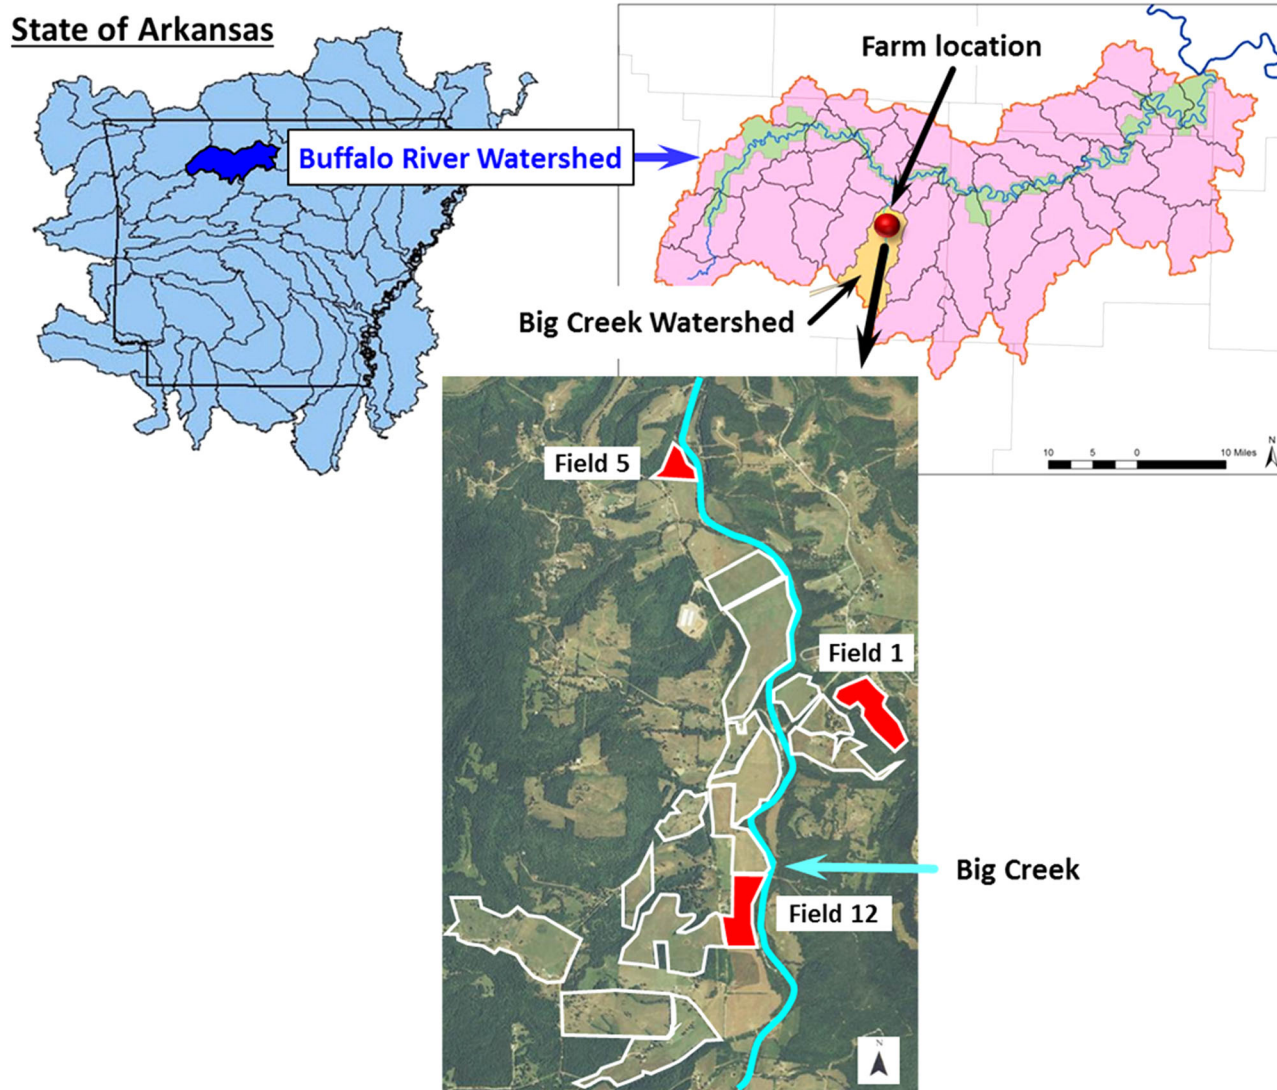 State of Arkansas
Farm location
Buffalo River Watershed
Big Creek Watershed
N
10 5 0 10 Miles
Field 5
Field 1
Big Creek
Field 12
N